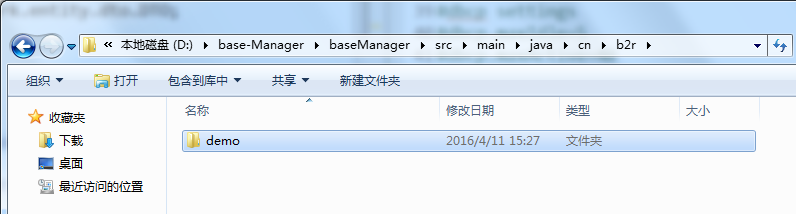 本地磁盘 (D:) ▸ base-Manager ▸ baseManager ▸ src ▸ main ▸ java ▸ cn ▸ b2r ▸
组织 打开 包含到库中 共享 新建文件夹
收藏夹
下载
桌面
最近访问的位置
名称 修改日期 类型 大小
demo 2016/4/11 15:27 文件夹